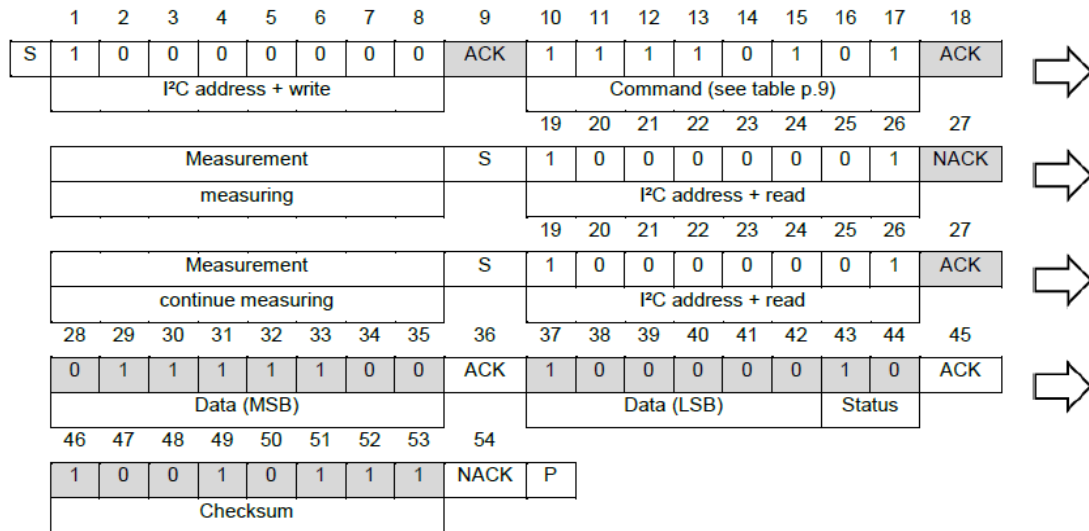 1 2 3 4 5 6 7 8 9 10 11 12 13 14 15 16 17 18
S 1 0 0 0 0 0 0 0 ACK 1 1 1 1 0 1 0 1 ACK
I²C address + write Command (see table p.9)
19 20 21 22 23 24 25 26 27
Measurement S 1 0 0 0 0 0 0 1 NACK
measuring I²C address + read
19 20 21 22 23 24 25 26 27
Measurement S 1 0 0 0 0 0 0 1 ACK
continue measuring I²C address + read
28 29 30 31 32 33 34 35 36 37 38 39 40 41 42 43 44 45
0 1 1 1 1 1 0 0 ACK 1 0 0 0 0 0 1 0 ACK
Data (MSB) Data (LSB) Status
46 47 48 49 50 51 52 53 54
1 0 0 1 0 1 1 1 NACK P
Checksum